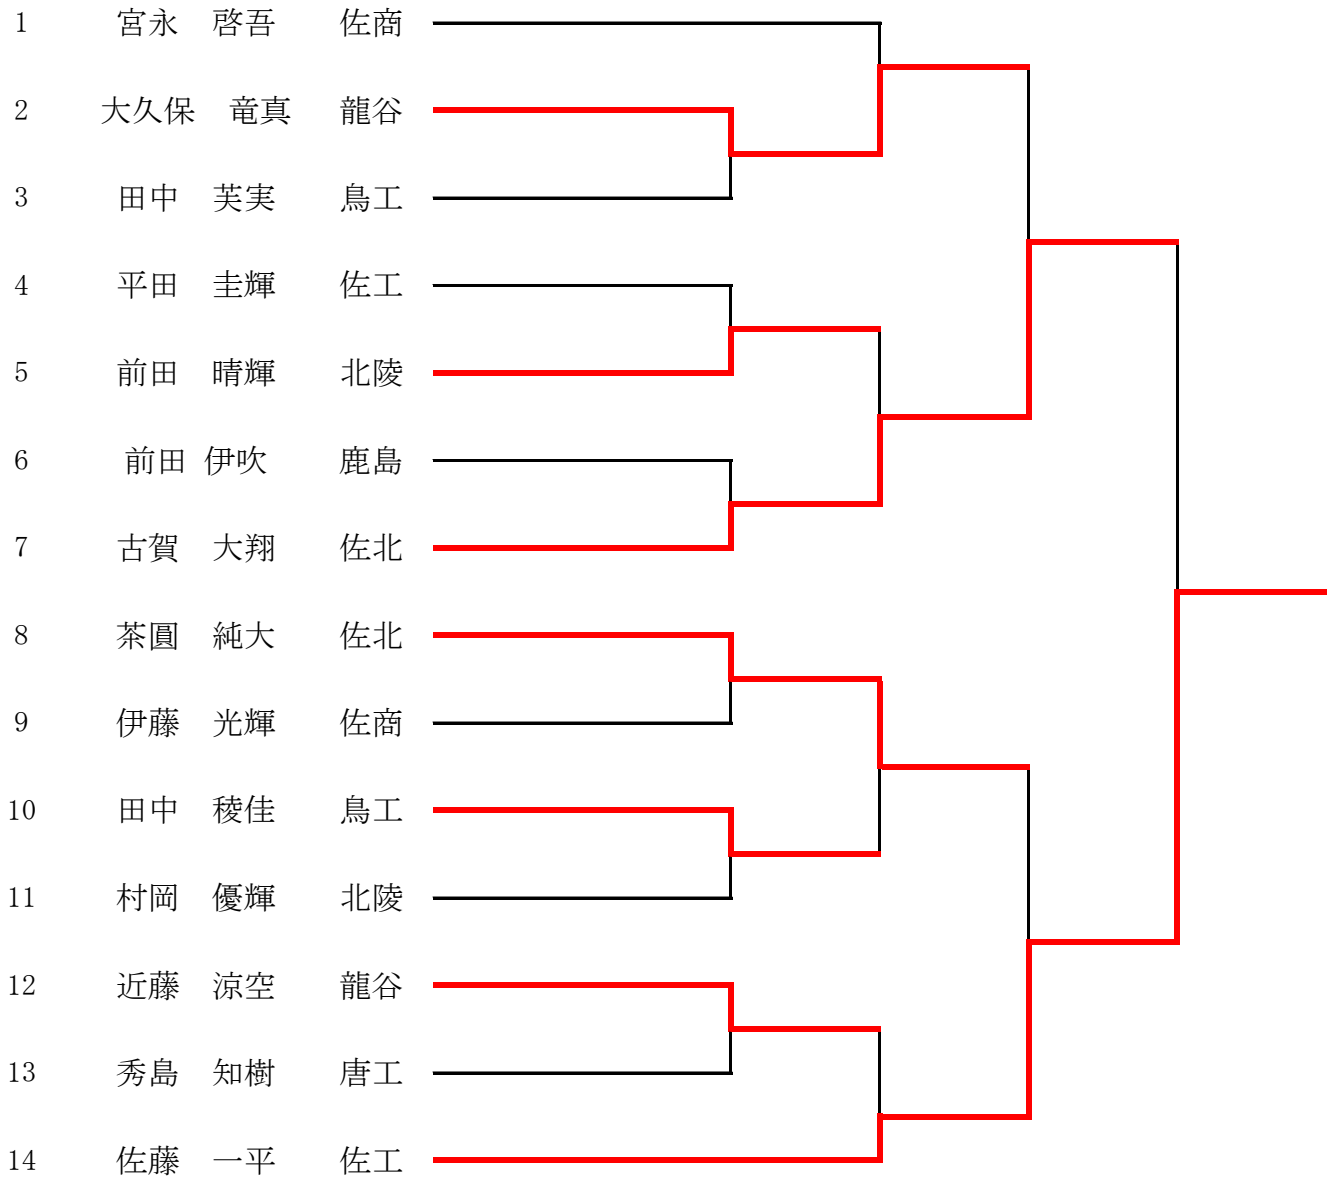 1 宮永 啓吾 佐商
2 大久保 竜真 龍谷
3 田中 芙実 鳥工
4 平田 圭輝 佐工
5 前田 晴輝 北陵
6 前田 伊吹 鹿島
7 古賀 大翔 佐北
8 茶圓 純大 佐北
9 伊藤 光輝 佐商
10 田中 稜佳 鳥工
11 村岡 優輝 北陵
12 近藤 涼空 龍谷
13 秀島 知樹 唐工
14 佐藤 一平 佐工